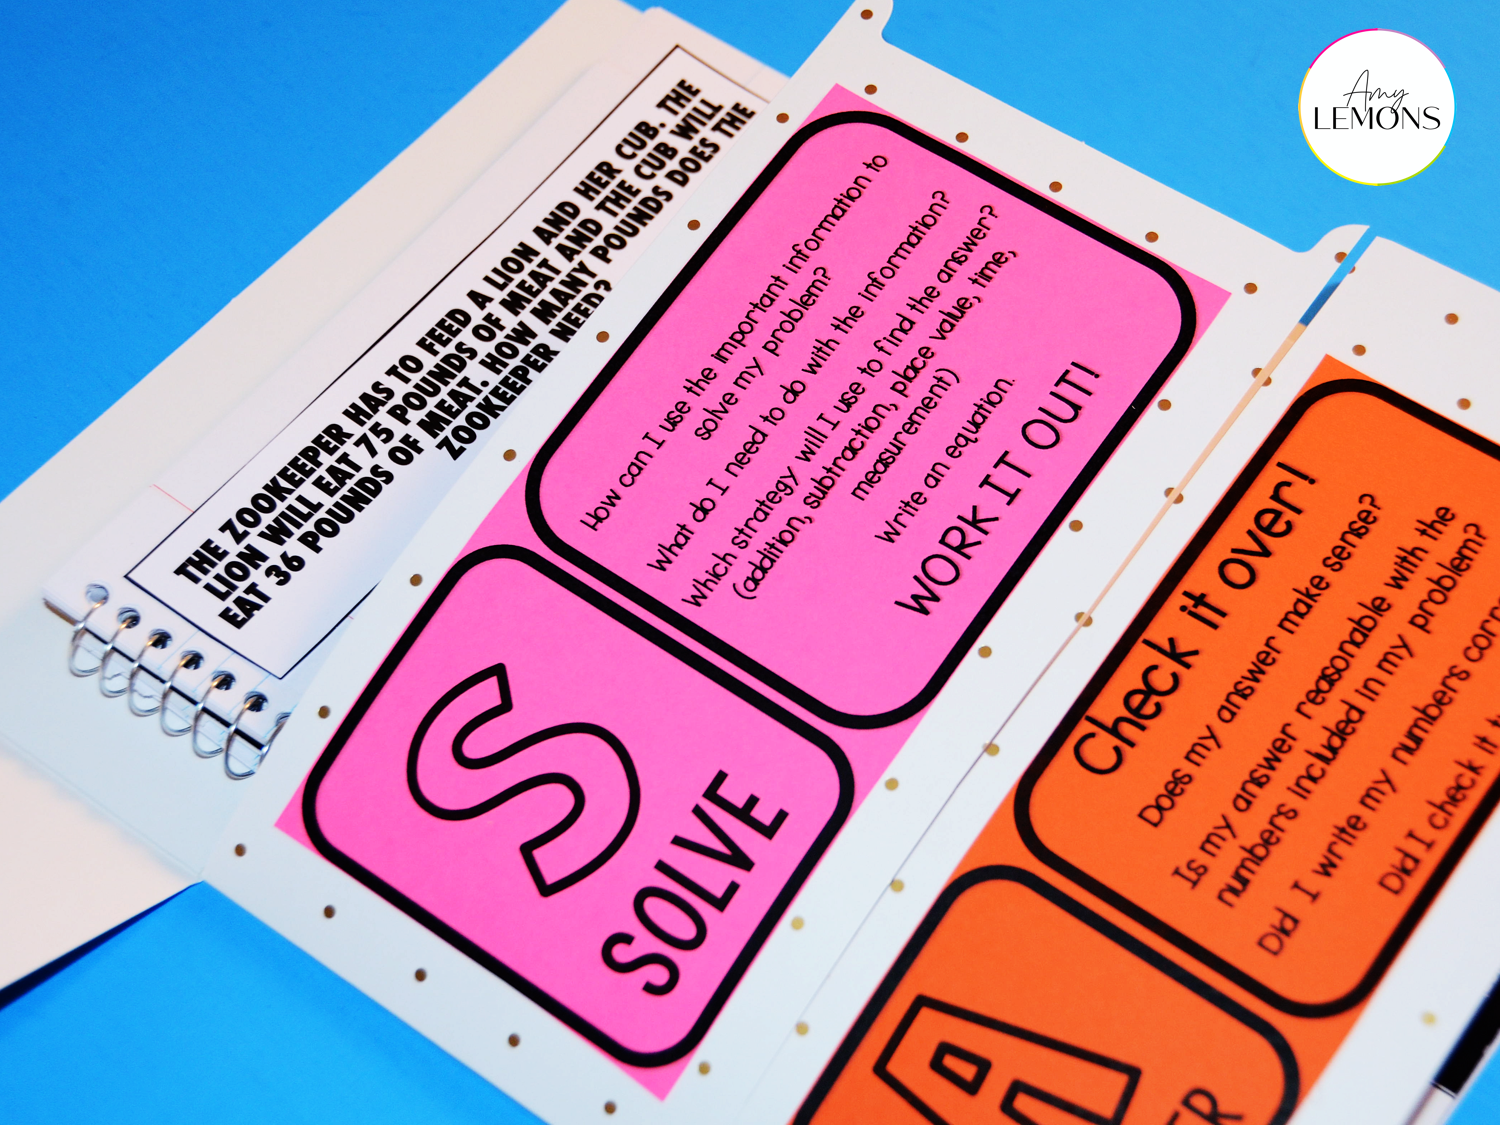 Amy
LEMONS
THE ZOOKEEPER HAS TO FEED A LION AND HER CUB. THE
LION WILL EAT 75 POUNDS OF MEAT AND THE CUB WILL
EAT 36 POUNDS OF MEAT. HOW MANY POUNDS DOES THE
ZOOKEEPER NEED?
How can I use the important information to
solve my problem?
What do I need to do with the information?
Which strategy will I use to find the answer?
(addition, subtraction, place value, time,
measurement)
Write an equation.
WORK IT OUT!
S
SOLVE
Check it over!
Does my answer make sense?
Is my answer reasonable with the
numbers included in my problem?
Did I write my numbers
Did I check it
A